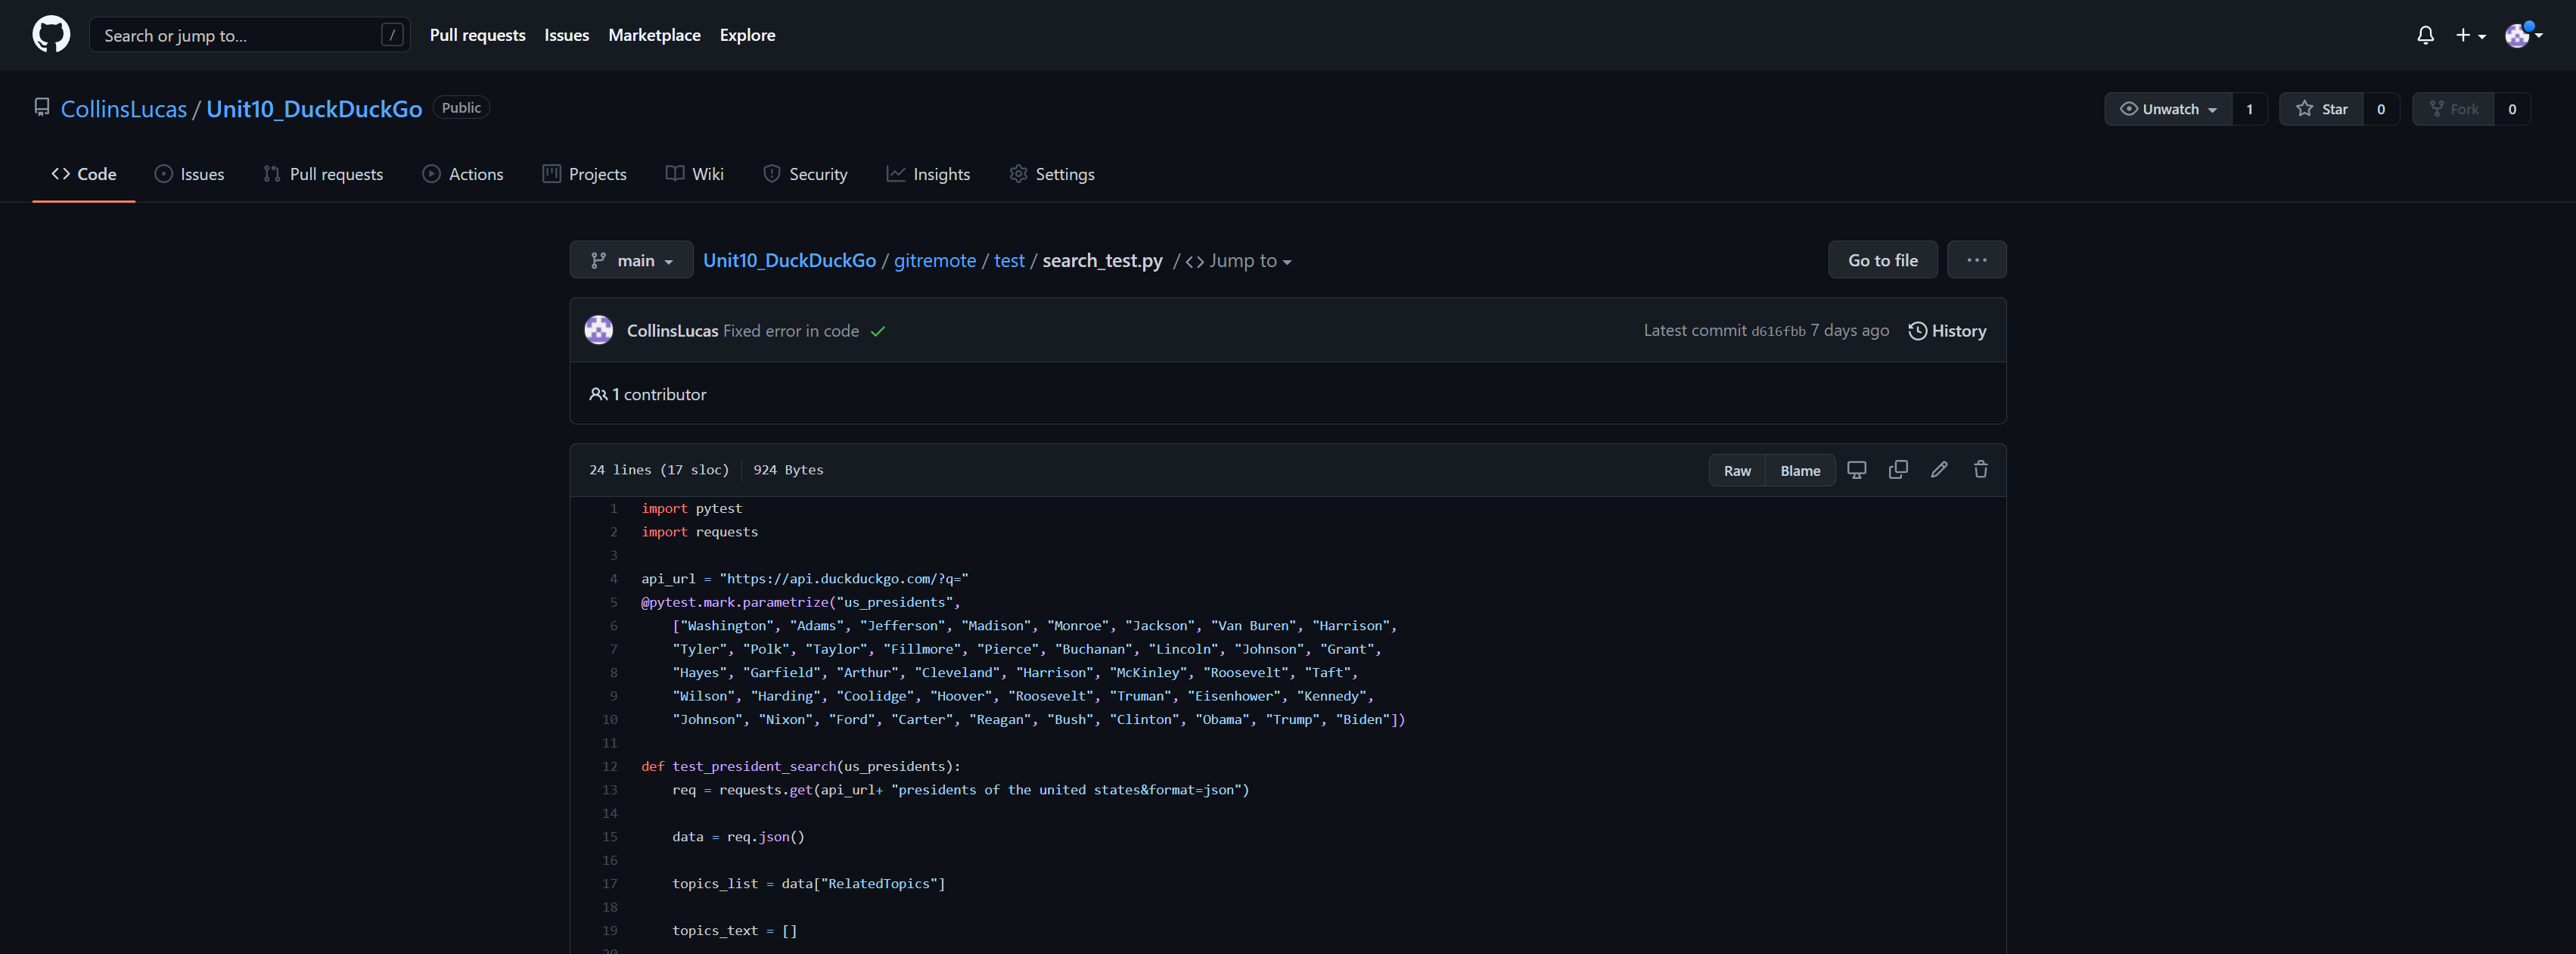 Search or jump to... / Pull requests Issues Marketplace Explore
CollinsLucas / Unit10_DuckDuckGo Public Unwatch 1 Star 0 Fork 0
Code Issues Pull requests Actions Projects Wiki Security Insights Settings
main Unit10_DuckDuckGo / gitremote / test / search_test.py / <> Jump to Go to file ...
CollinsLucas Fixed error in code Latest commit d616fbb 7 days ago History
1 contributor
24 lines (17 sloc) 924 Bytes Raw Blame
1 import pytest
2 import requests
3
4 api_url = "https://api.duckduckgo.com/?q="
5 @pytest.mark.parametrize("us_presidents",
6 ["Washington", "Adams", "Jefferson", "Madison", "Monroe", "Jackson", "Van Buren", "Harrison",
7 "Tyler", "Polk", "Taylor", "Fillmore", "Pierce", "Buchanan", "Lincoln", "Johnson", "Grant",
8 "Hayes", "Garfield", "Arthur", "Cleveland", "Harrison", "McKinley", "Roosevelt", "Taft",
9 "Wilson", "Harding", "Coolidge", "Hoover", "Roosevelt", "Truman", "Eisenhower", "Kennedy",
10 "Johnson", "Nixon", "Ford", "Carter", "Reagan", "Bush", "Clinton", "Obama", "Trump", "Biden"])
11
12 def test_president_search(us_presidents):
13 req = requests.get(api_url+ "presidents of the united states&format=json")
14
15 data = req.json()
16
17 topics_list = data["RelatedTopics"]
18
19 topics_text = []
20